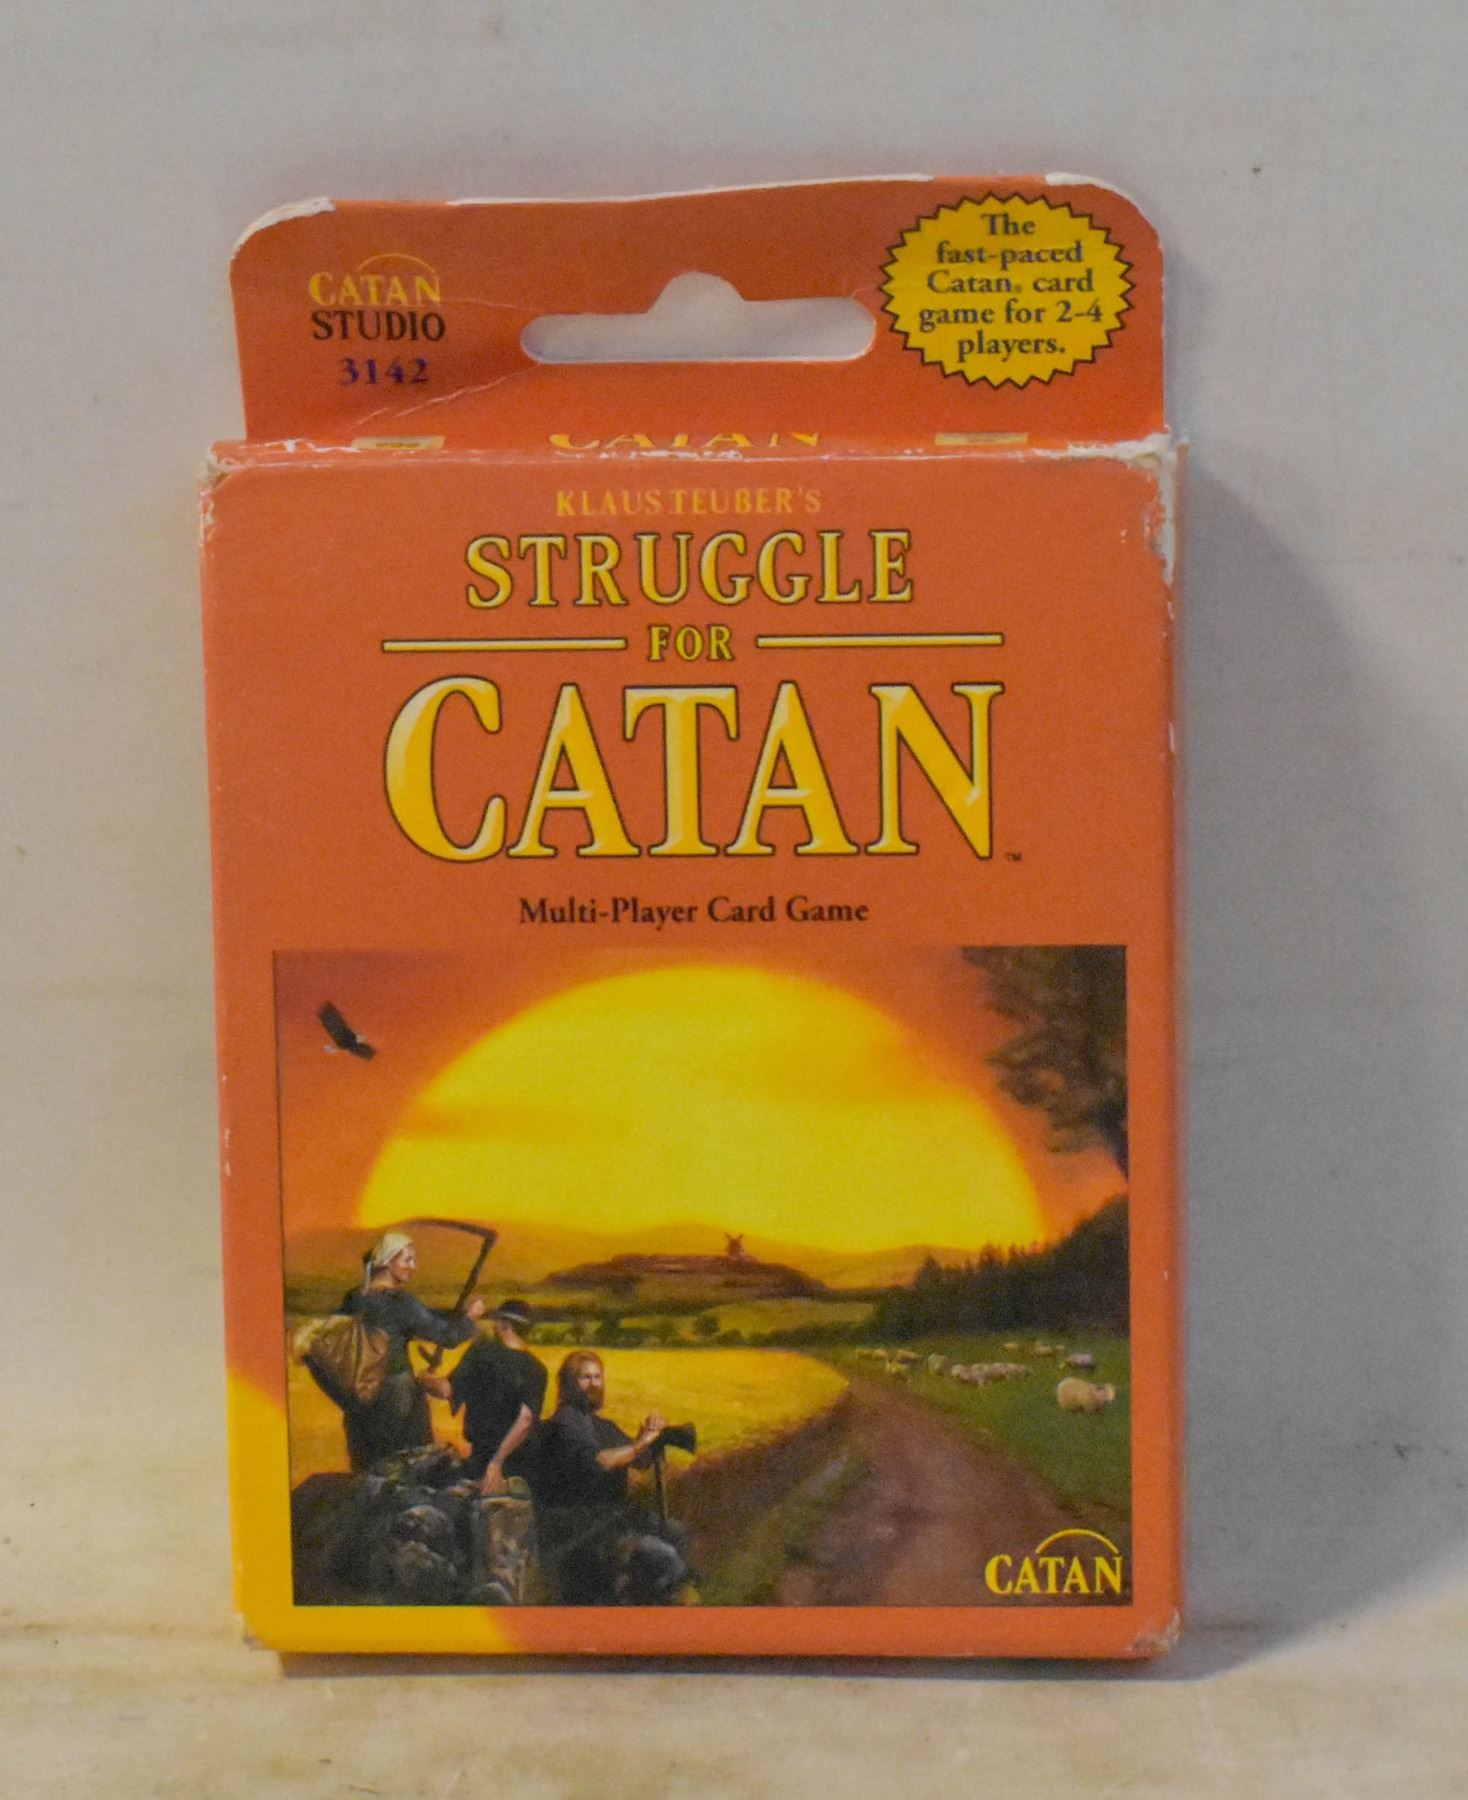 CATAN
STUDIO
3142
The
fast-paced
Catan® card
game for 2-4
players.
CATAN
KLAUS TEUBER'S
STRUGGLE
FOR
CATAN™
Multi-Player Card Game
CATAN